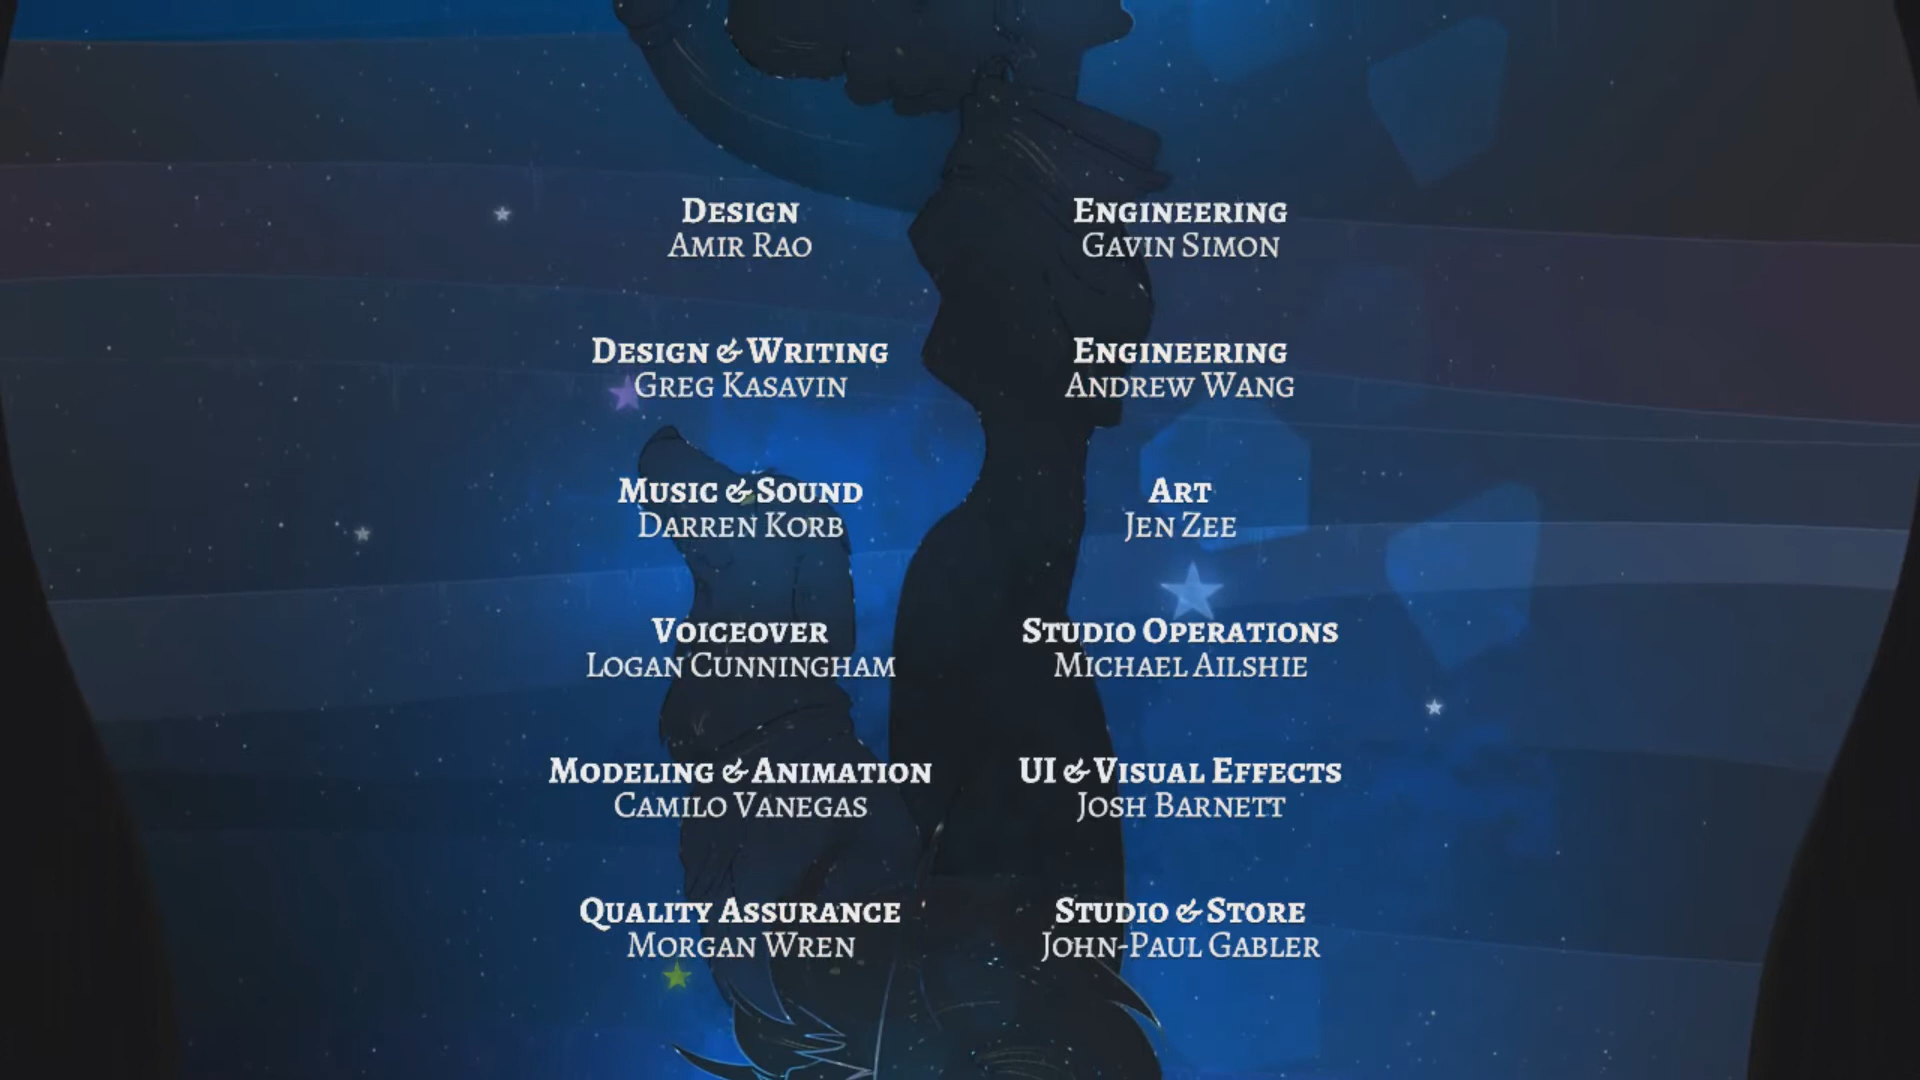 Design
Amir Rao
Engineering
Gavin Simon
Design & Writing
Greg Kasavin
Engineering
Andrew Wang
Music & Sound
Darren Korb
Art
Jen Zee
Voiceover
Logan Cunningham
Studio Operations
Michael Ailshie
Modeling & Animation
Camilo Vanegas
UI & Visual Effects
Josh Barnett
Quality Assurance
Morgan Wren
Studio & Store
John-Paul Gabler